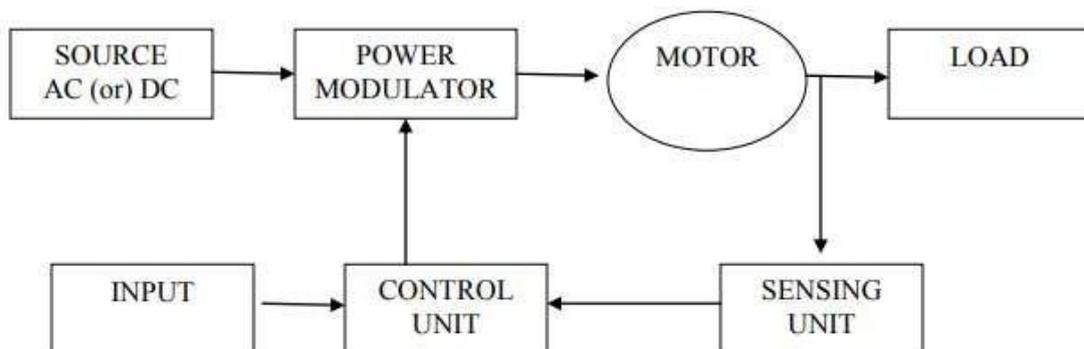 SOURCE
AC (or) DC
POWER
MODULATOR
MOTOR
LOAD
INPUT
CONTROL
UNIT
SENSING
UNIT